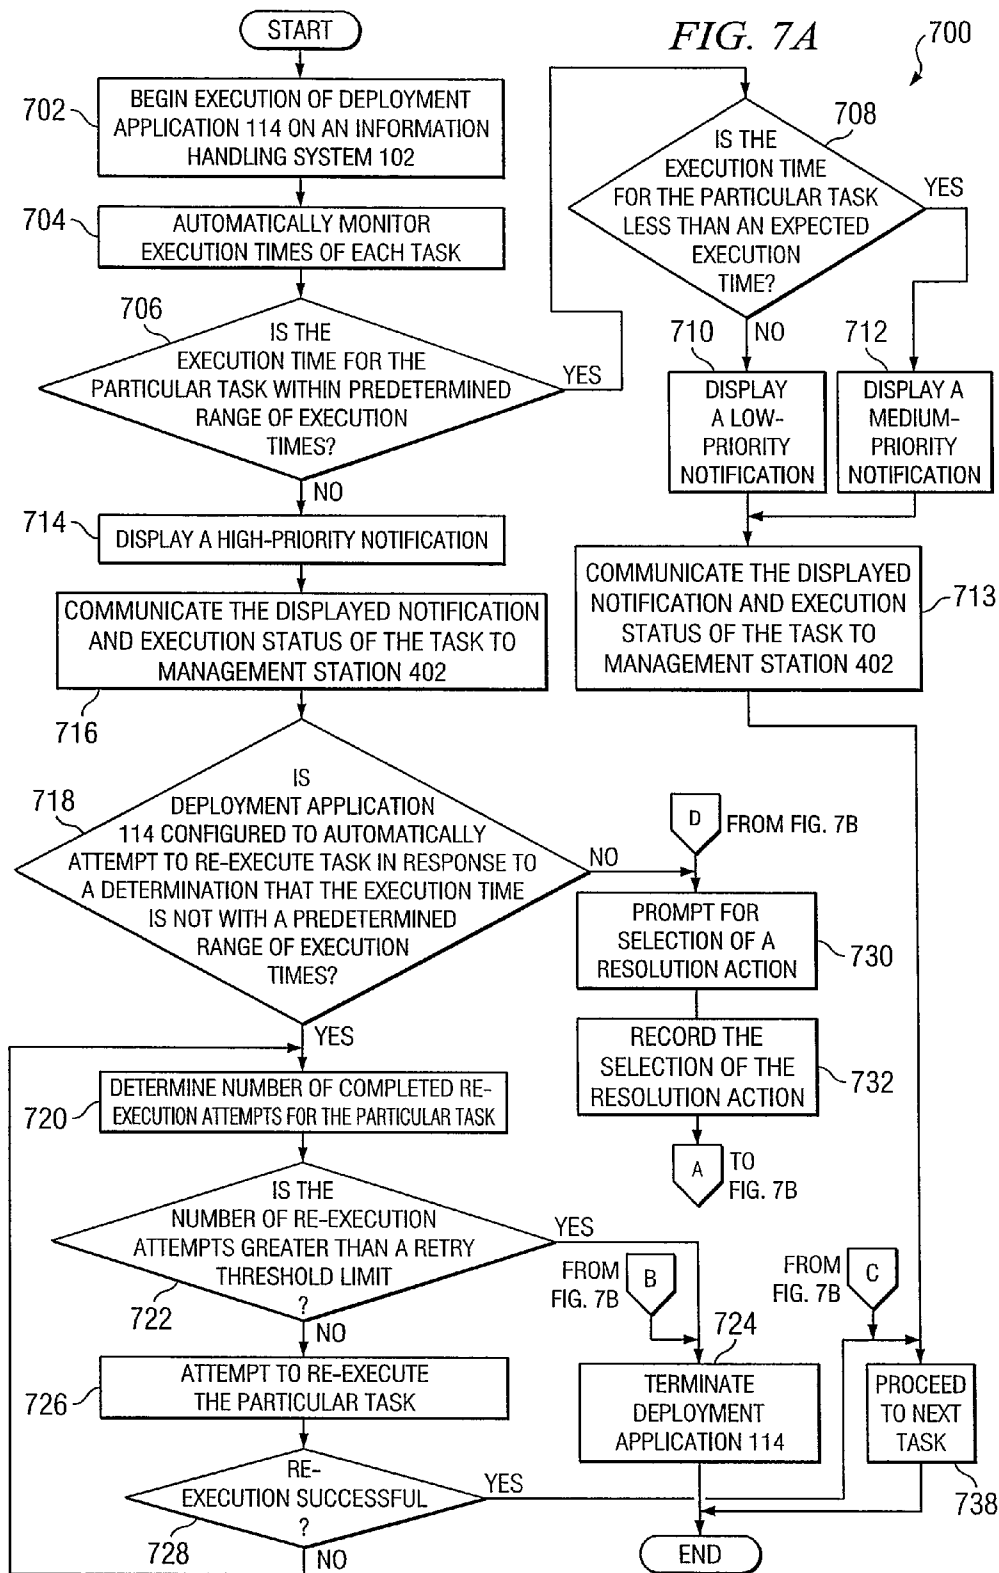 START
FIG. 7A
700
702
BEGIN EXECUTION OF DEPLOYMENT
APPLICATION 114 ON AN INFORMATION
HANDLING SYSTEM 102
704
AUTOMATICALLY MONITOR
EXECUTION TIMES OF EACH TASK
706
IS THE
EXECUTION TIME FOR THE
PARTICULAR TASK WITHIN PREDETERMINED
RANGE OF EXECUTION
TIMES?
YES
NO
708
IS THE
EXECUTION TIME
FOR THE PARTICULAR TASK
LESS THAN AN EXPECTED
EXECUTION
TIME?
YES
NO
710
DISPLAY
A LOW-
PRIORITY
NOTIFICATION
712
DISPLAY A
MEDIUM-
PRIORITY
NOTIFICATION
714
DISPLAY A HIGH-PRIORITY NOTIFICATION
COMMUNICATE THE DISPLAYED
NOTIFICATION AND EXECUTION
STATUS OF THE TASK TO
MANAGEMENT STATION 402
713
COMMUNICATE THE DISPLAYED NOTIFICATION
AND EXECUTION STATUS OF THE TASK TO
MANAGEMENT STATION 402
716
718
IS
DEPLOYMENT APPLICATION
114 CONFIGURED TO AUTOMATICALLY
ATTEMPT TO RE-EXECUTE TASK IN RESPONSE TO
A DETERMINATION THAT THE EXECUTION TIME
IS NOT WITH A PREDETERMINED
RANGE OF EXECUTION
TIMES?
NO
YES
D
FROM FIG. 7B
PROMPT FOR
SELECTION OF A
RESOLUTION ACTION
730
RECORD THE
SELECTION OF THE
RESOLUTION ACTION
732
A
TO
FIG. 7B
720
DETERMINE NUMBER OF COMPLETED RE-
EXECUTION ATTEMPTS FOR THE PARTICULAR TASK
IS THE
NUMBER OF RE-EXECUTION
ATTEMPTS GREATER THAN A RETRY
THRESHOLD LIMIT
?
722
YES
NO
FROM
FIG. 7B
B
FROM
FIG. 7B
C
724
TERMINATE
DEPLOYMENT
APPLICATION 114
PROCEED
TO NEXT
TASK
738
726
ATTEMPT TO RE-EXECUTE
THE PARTICULAR TASK
RE-
EXECUTION SUCCESSFUL
?
728
YES
NO
END